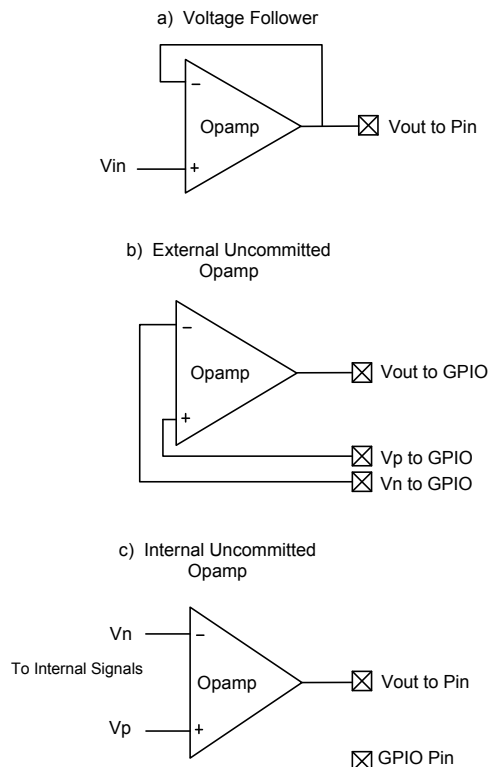 a) Voltage Follower
-
Opamp
Vout to Pin
Vin
+
b) External Uncommitted
Opamp
-
Opamp
Vout to GPIO
+
Vp to GPIO
Vn to GPIO
c) Internal Uncommitted
Opamp
Vn
-
To Internal Signals
Opamp
Vout to Pin
Vp
+
GPIO Pin